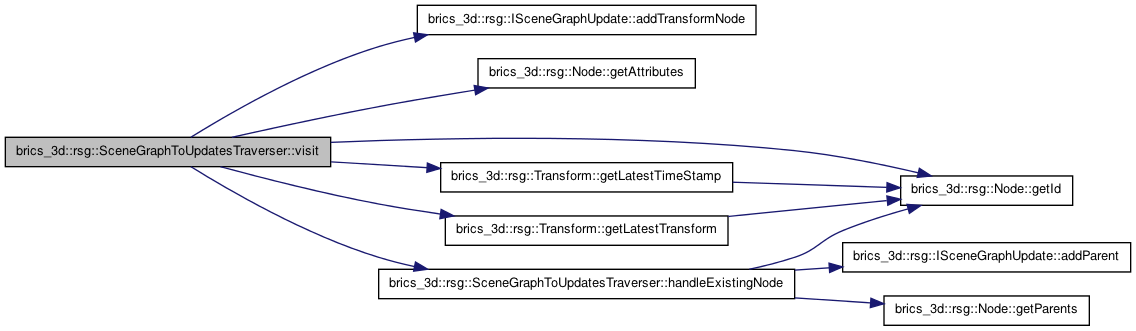 brics_3d::rsg::ISceneGraphUpdate::addTransformNode
brics_3d::rsg::Node::getAttributes
brics_3d::rsg::SceneGraphToUpdatesTraverser::visit
brics_3d::rsg::Transform::getLatestTimeStamp
brics_3d::rsg::Node::getId
brics_3d::rsg::Transform::getLatestTransform
brics_3d::rsg::ISceneGraphUpdate::addParent
brics_3d::rsg::SceneGraphToUpdatesTraverser::handleExistingNode
brics_3d::rsg::Node::getParents